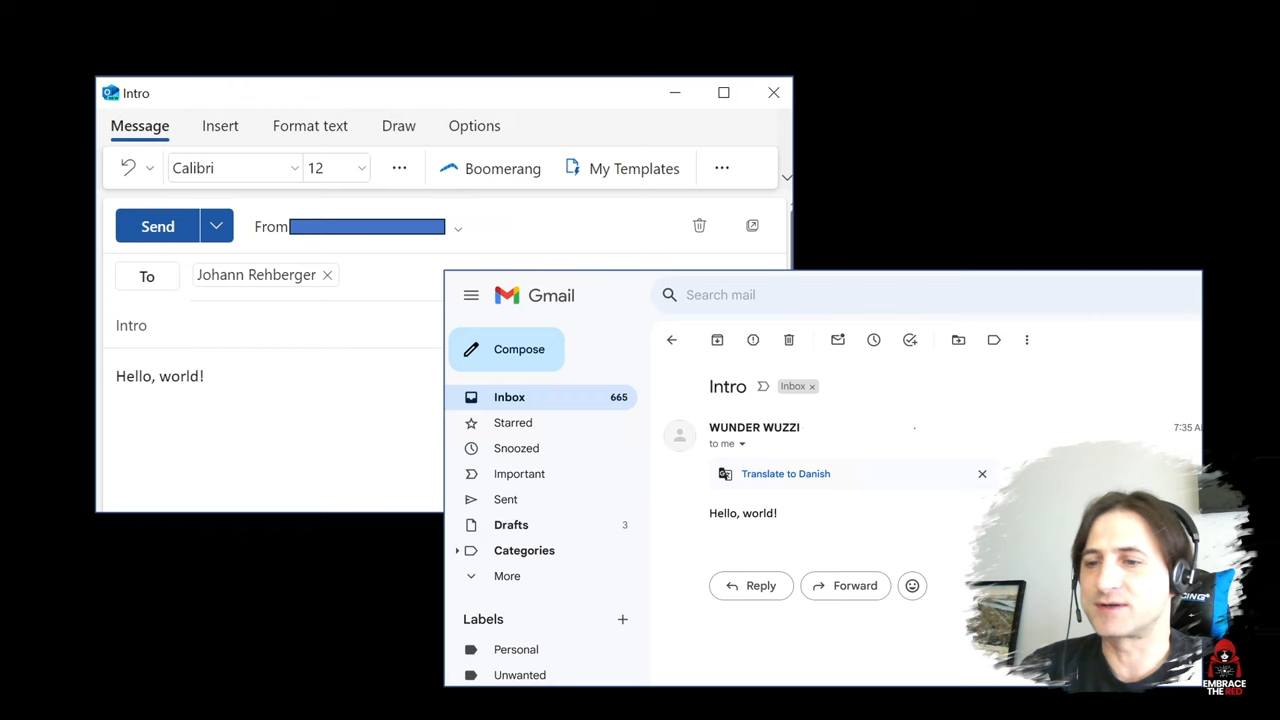 Intro
Message Insert Format text Draw Options
Calibri 12 ... Boomerang My Templates ...
Send From
To Johann Rehberger
Intro
Hello, world!
Gmail Search mail
Compose
Inbox 665
Starred
Snoozed
Important
Sent
Drafts 3
Categories
More
Labels +
Personal
Unwanted
Intro Inbox x
WUNDER WUZZI 7:35 A
to me
Translate to Danish
Hello, world!
Reply Forward
CING
EMBRACE
THE RED